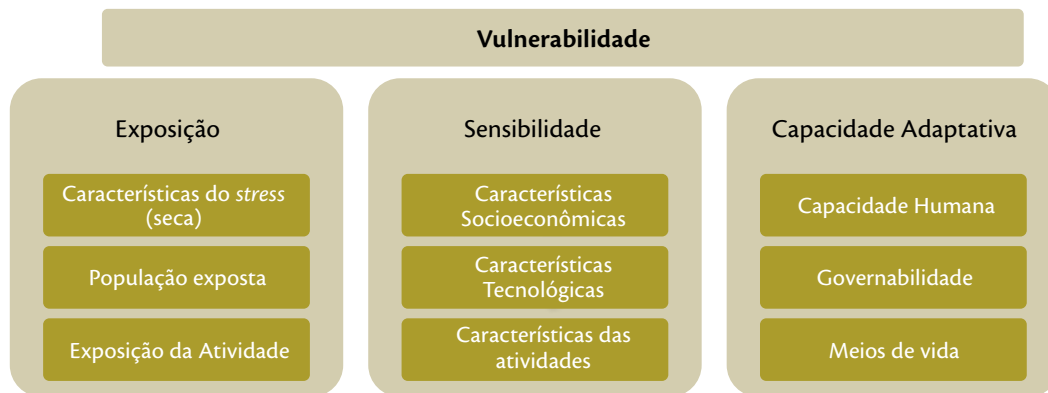 Vulnerabilidade
Exposição
Características do stress
(seca)
População exposta
Exposição da Atividade
Sensibilidade
Características
Socioeconômicas
Características
Tecnológicas
Características das
atividades
Capacidade Adaptativa
Capacidade Humana
Governabilidade
Meios de vida